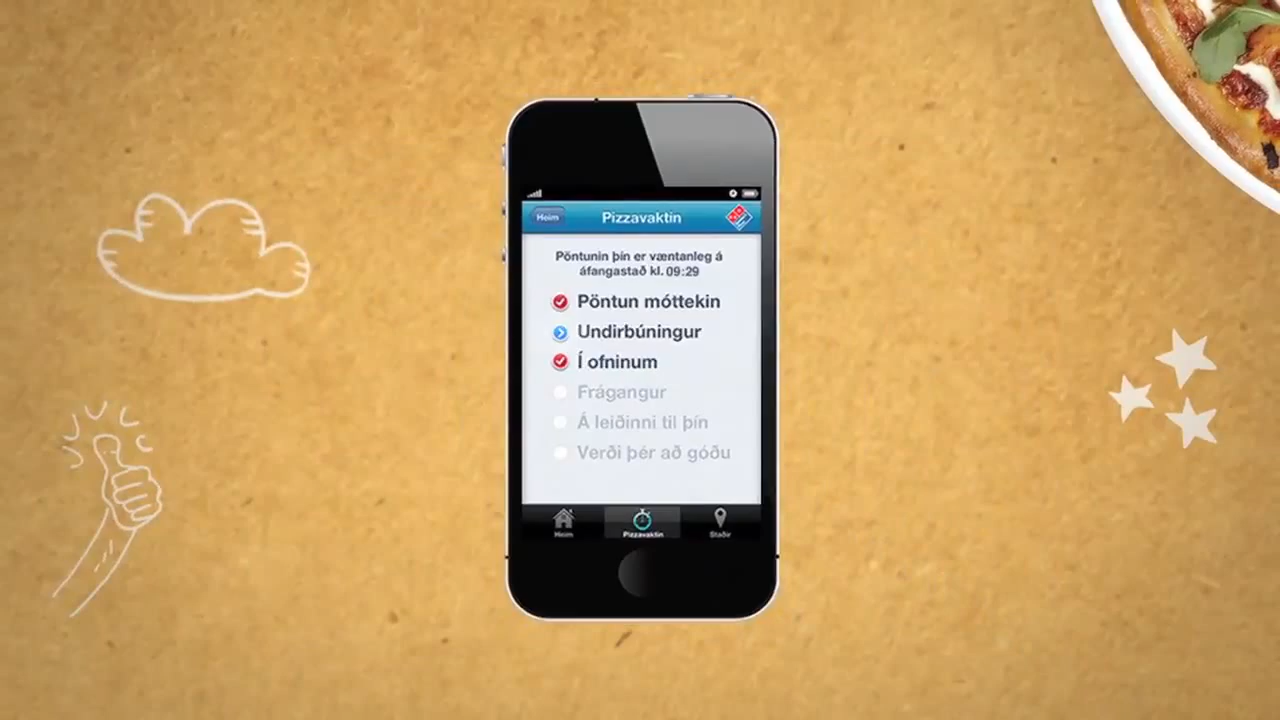 Heim
Pizzavaktin
Pöntunin þín er væntanleg á
áfangastað kl. 09:29
Pöntun móttekin
Undirbúningur
Í ofninum
Frágangur
Á leiðinni til þín
Verði þér að góðu
Heim
Pizzavaktin
Staðir